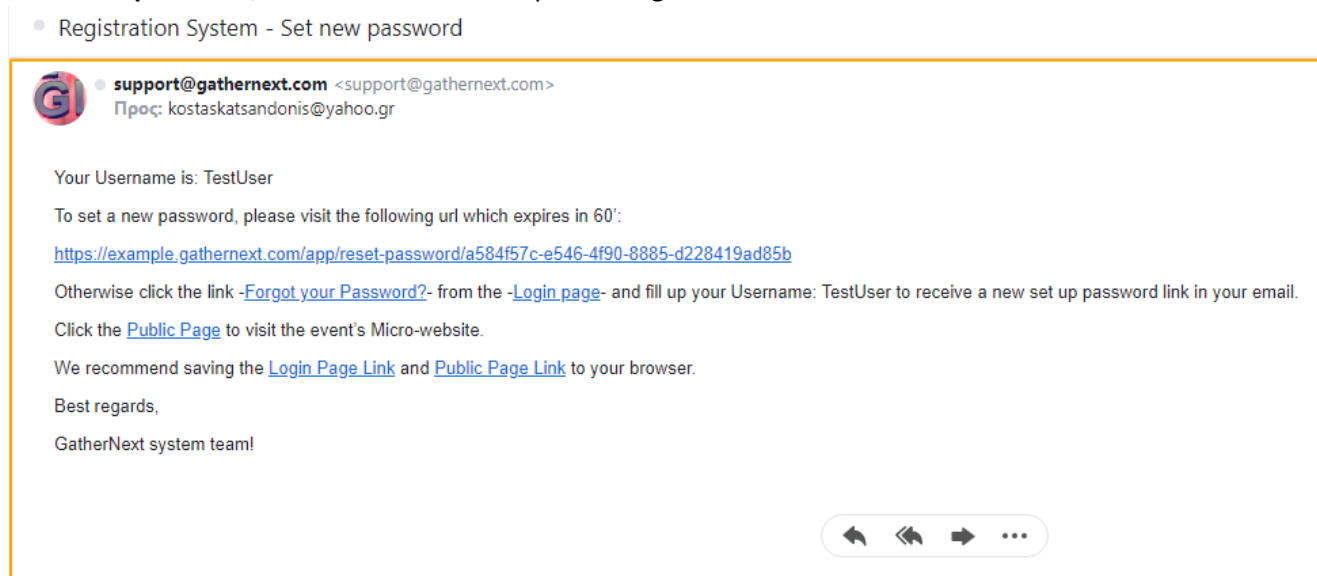 Registration System - Set new password
support@gathernext.com <support@gathernext.com>
Προς: kostaskatsandonis@yahoo.gr
Your Username is: TestUser
To set a new password, please visit the following url which expires in 60':
https://example.gathernext.com/app/reset-password/a584f57c-e546-4f90-8885-d228419ad85b
Otherwise click the link -Forgot your Password?- from the -Login page- and fill up your Username: TestUser to receive a new set up password link in your email.
Click the Public Page to visit the event's Micro-website.
We recommend saving the Login Page Link and Public Page Link to your browser.
Best regards,
GatherNext system team!